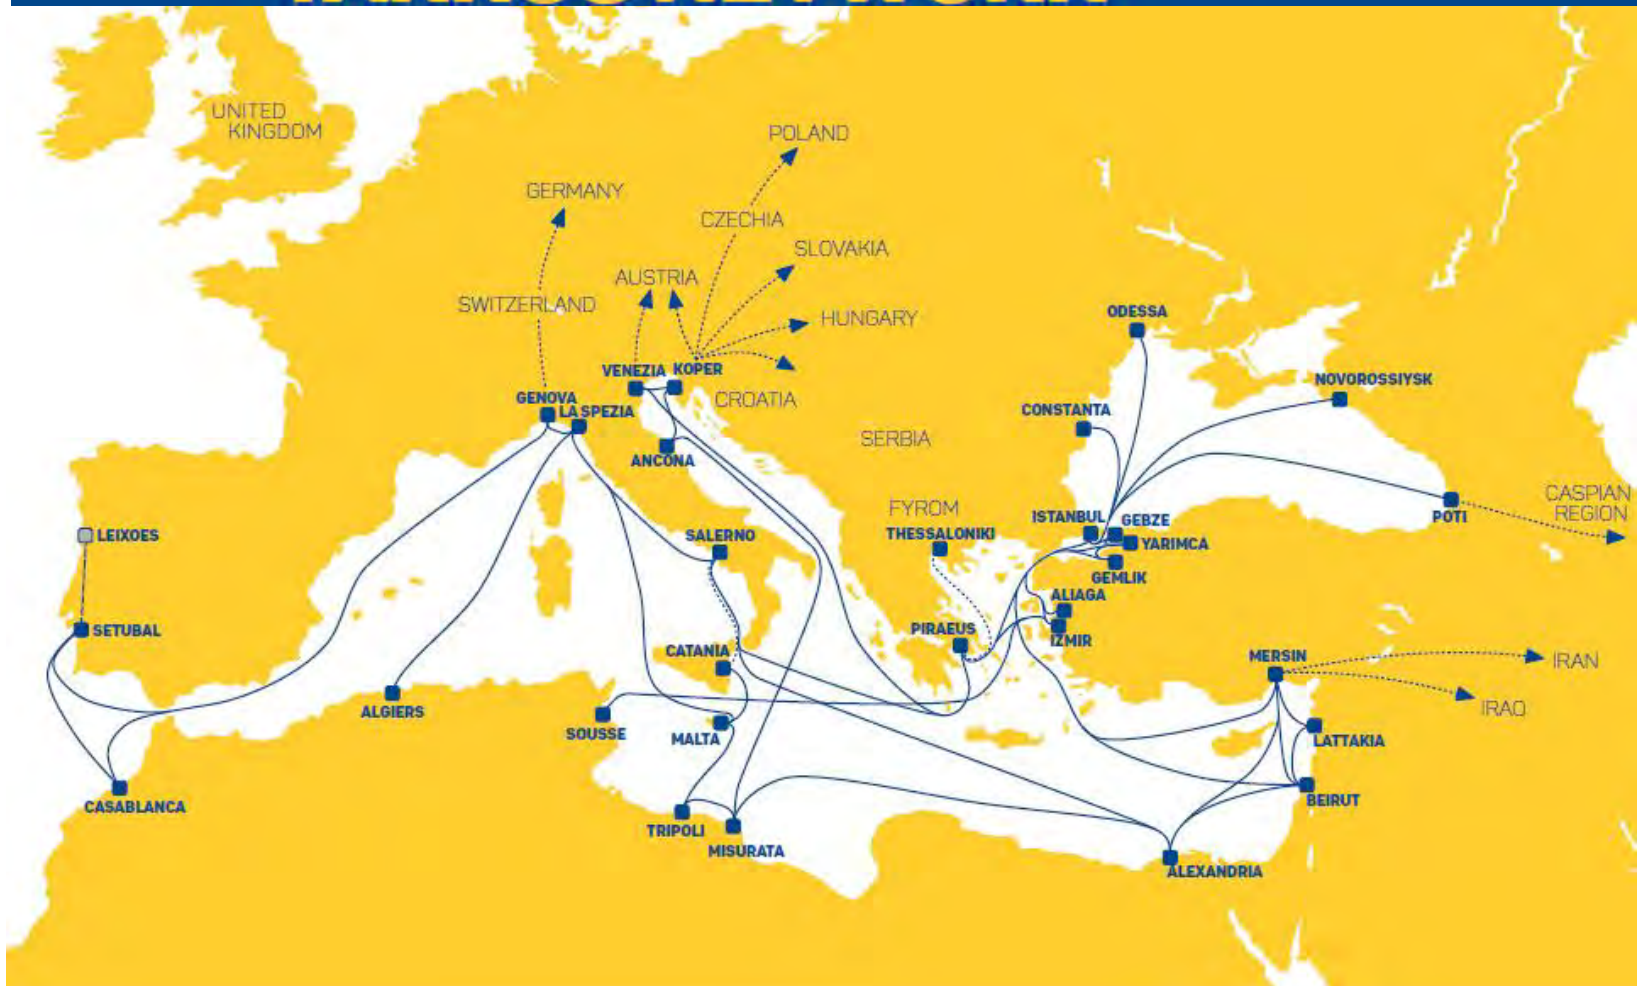 UNITED
KINGDOM
POLAND
GERMANY
CZECHIA
SLOVAKIA
AUSTRIA
SWITZERLAND
HUNGARY
ODESSA
VENEZIA
KOPER
NOVOROSSIYSK
GENOVA
LA SPEZIA
CROATIA
CONSTANTA
SERBIA
ANCONA
CASPIAN
REGION
FYROM
POTI
ISTANBUL
GEBZE
LEIXOES
SALERNO
THESSALONIKI
YARIMCA
GEMLIK
ALIAGA
SETUBAL
PIRAEUS
IZMIR
CATANIA
MERSIN
IRAN
ALGIERS
IRAQ
SOUSSE
MALTA
LATTAKIA
CASABLANCA
BEIRUT
TRIPOLI
MISURATA
ALEXANDRIA